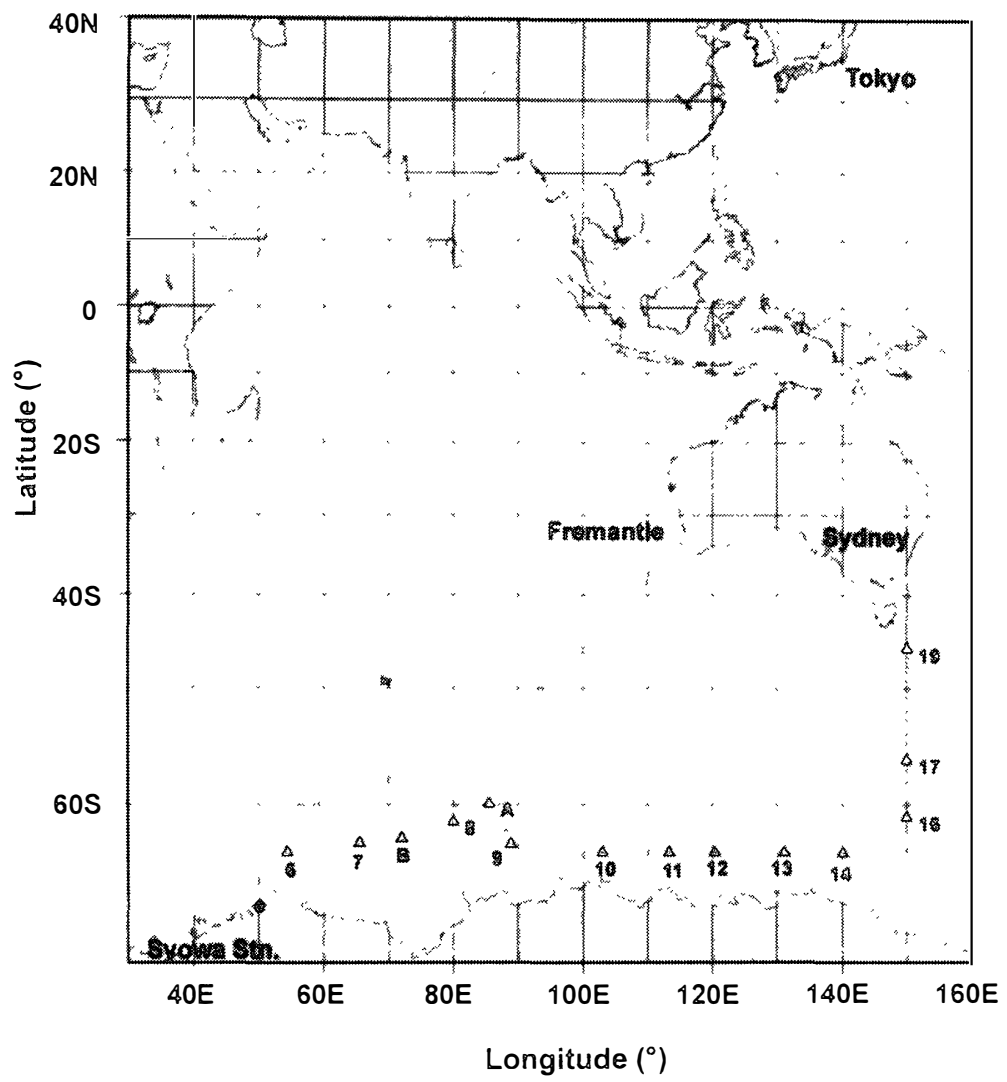 40N
Tokyo
20N
0
20S
Fremantle
Sydney
40S
19
17
60S
A
16
8
6
7
B
9
10
11
12
13
14
Syowa Stn.
40E
60E
80E
100E
120E
140E
160E
Latitude (°)
Longitude (°)